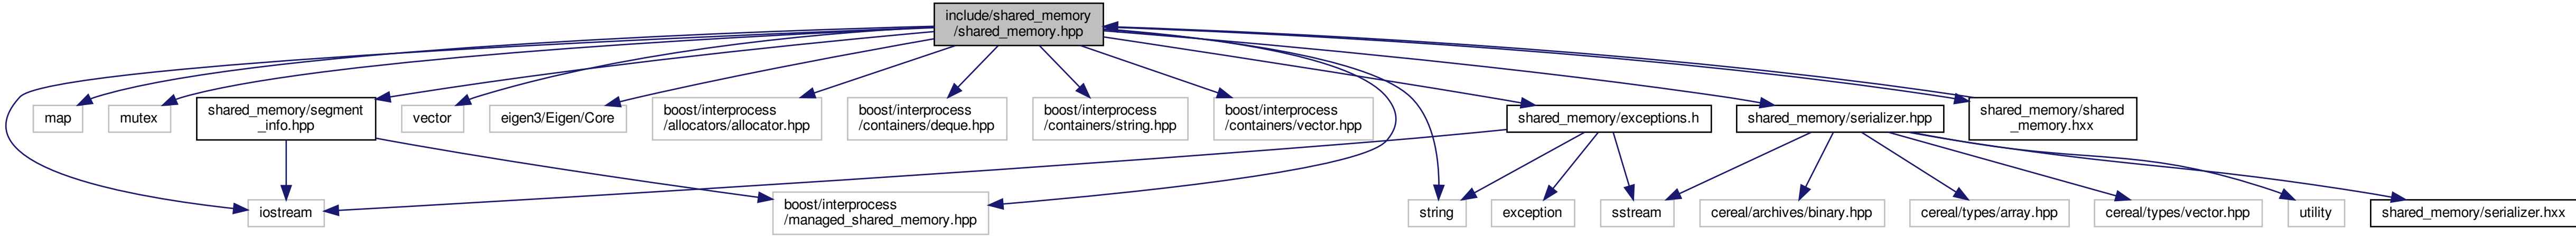 include/shared_memory
/shared_memory.hpp
map
mutex
shared_memory/segment
_info.hpp
vector
eigen3/Eigen/Core
boost/interprocess
/allocators/allocator.hpp
boost/interprocess
/containers/deque.hpp
boost/interprocess
/containers/string.hpp
boost/interprocess
/containers/vector.hpp
shared_memory/exceptions.h
shared_memory/serializer.hpp
shared_memory/shared
_memory.hxx
iostream
boost/interprocess
/managed_shared_memory.hpp
string
exception
sstream
cereal/archives/binary.hpp
cereal/types/array.hpp
cereal/types/vector.hpp
utility
shared_memory/serializer.hxx